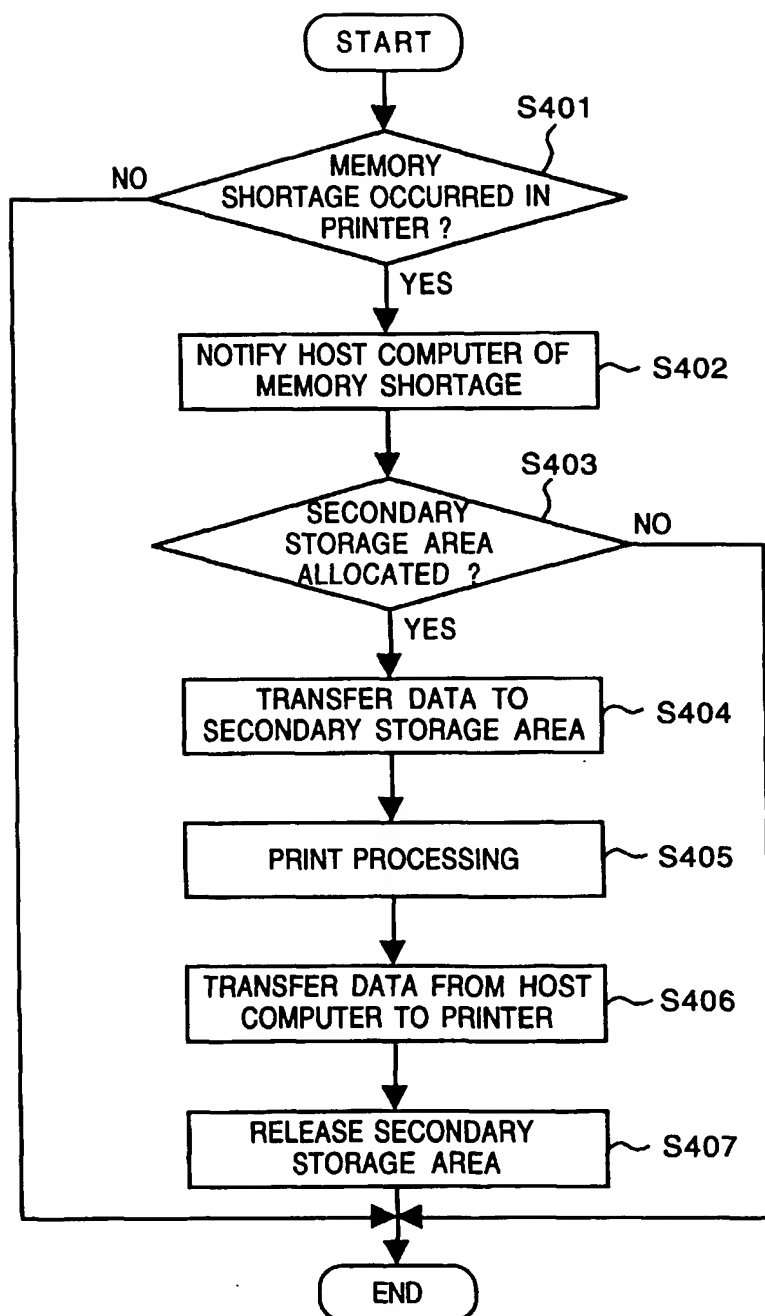 START
S401
MEMORY
SHORTAGE OCCURRED IN
PRINTER ?
NO
YES
NOTIFY HOST COMPUTER OF
MEMORY SHORTAGE
S402
S403
SECONDARY
STORAGE AREA
ALLOCATED ?
NO
YES
TRANSFER DATA TO
SECONDARY STORAGE AREA
S404
PRINT PROCESSING
S405
TRANSFER DATA FROM HOST
COMPUTER TO PRINTER
S406
RELEASE SECONDARY
STORAGE AREA
S407
END